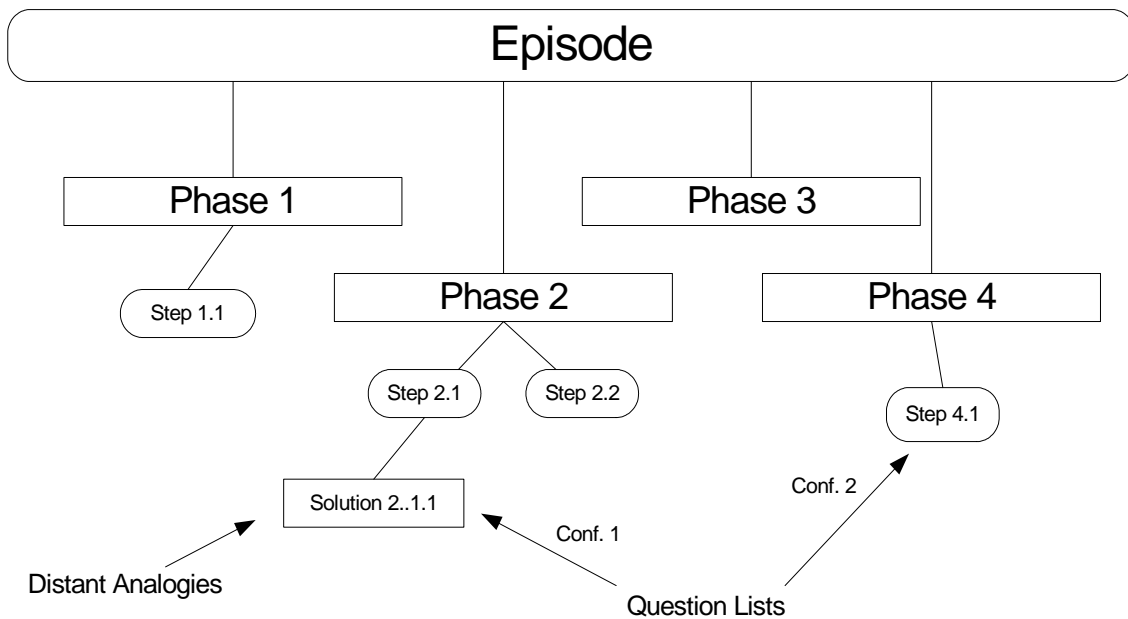 Episode
Phase 1
Phase 3
Phase 2
Phase 4
Step 1.1
Step 2.1
Step 2.2
Step 4.1
Solution 2..1.1
Conf. 2
Conf. 1
Distant Analogies
Question Lists